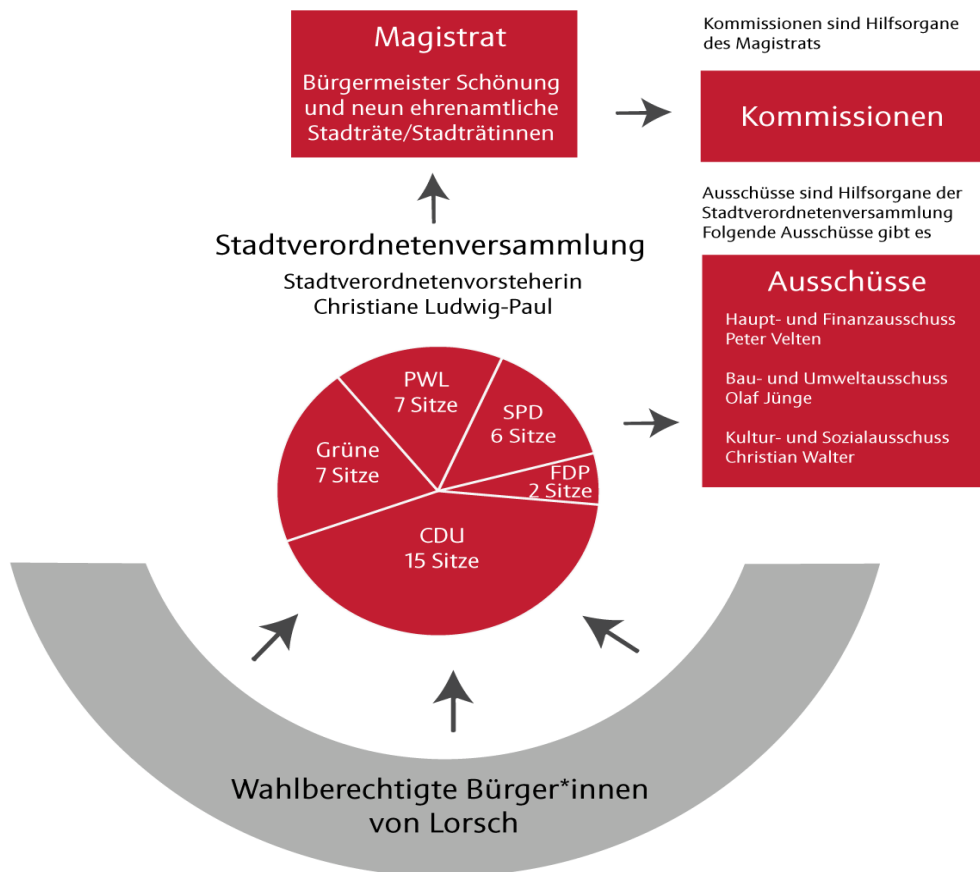 Magistrat
Bürgermeister Schönung
und neun ehrenamtliche
Stadträte/Stadträtinnen
Kommissionen sind Hilfsorgane
des Magistrats
Kommissionen
Ausschüsse sind Hilfsorgane der
Stadtverordnetenversammlung
Folgende Ausschüsse gibt es
Stadtverordnetenversammlung
Stadtverordnetenvorsteherin
Christiane Ludwig-Paul
Ausschüsse
Haupt- und Finanzausschuss
Peter Velten
Bau- und Umweltausschuss
Olaf Jünge
Kultur- und Sozialausschuss
Christian Walter
PWL
7 Sitze
SPD
6 Sitze
Grüne
7 Sitze
FDP
2 Sitze
CDU
15 Sitze
Wahlberechtigte Bürger*innen
von Lorsch